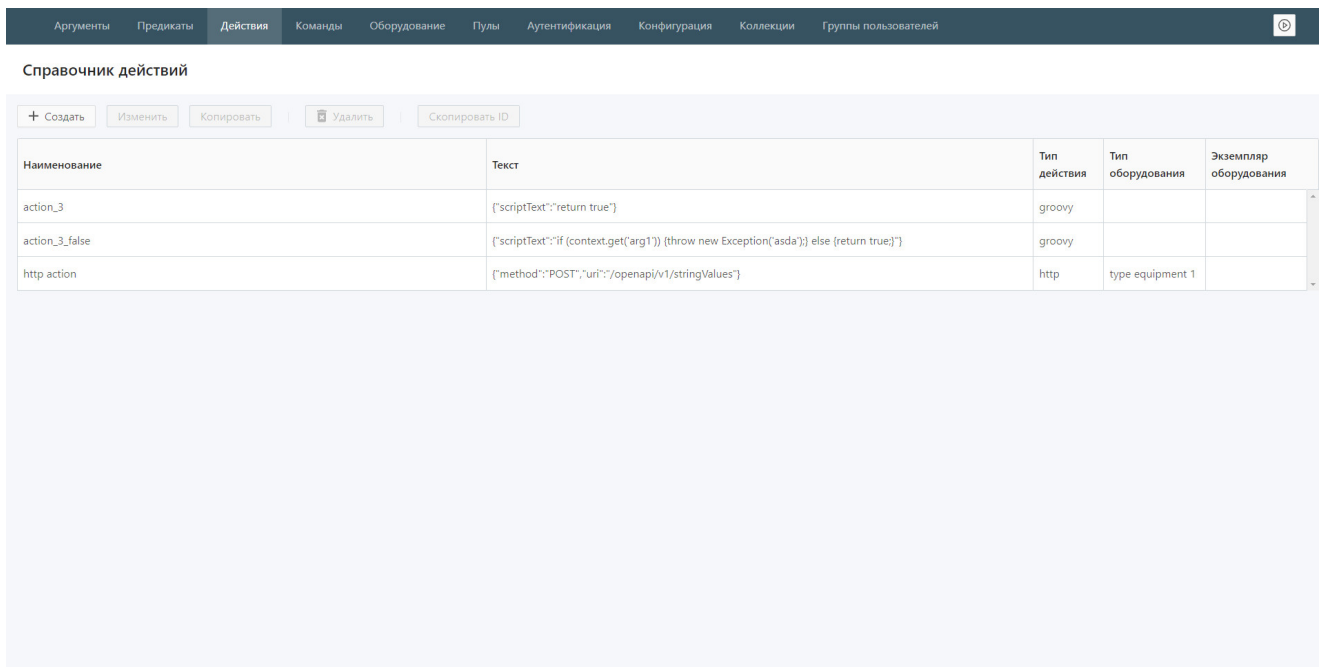 Аргументы Предикаты Действия Команды Оборудование Пулы Аутентификация Конфигурация Коллекции Группы пользователей
Справочник действий
+ Создать Изменить Копировать Удалить Скопировать ID
Наименование Текст Тип действия Тип оборудования Экземпляр оборудования
action_3 {"scriptText":"return true"} groovy
action_3_false {"scriptText":"if (context.get('arg1')) {throw new Exception('asda');} else {return true;}"} groovy
http action {"method":"POST","uri":"/openapi/v1/stringValues"} http type equipment 1